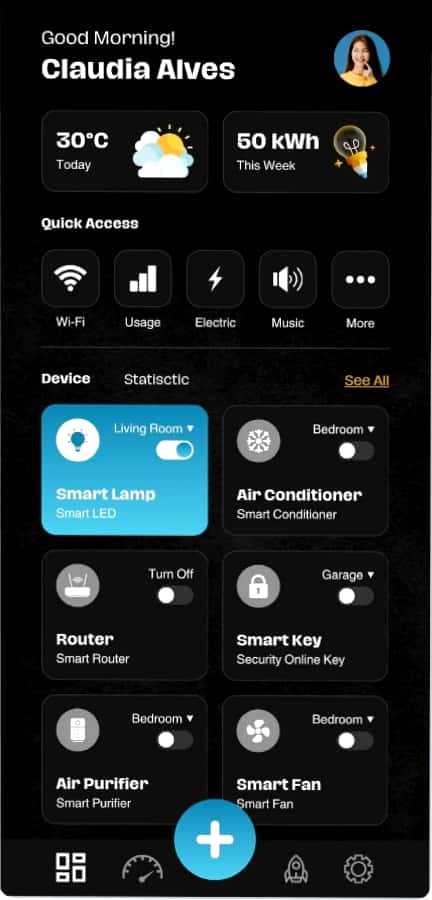 Good Morning!
Claudia Alves
30°C
Today
50 kWh
This Week
Quick Access
Wi-Fi
Usage
Electric
Music
More
Device
Statisctic
See All
Living Room ▾
Smart Lamp
Smart LED
Bedroom ▾
Air Conditioner
Smart Conditioner
Turn Off
Router
Smart Router
Garage ▾
Smart Key
Security Online Key
Bedroom ▾
Air Purifier
Smart Purifier
Bedroom ▾
Smart Fan
Smart Fan